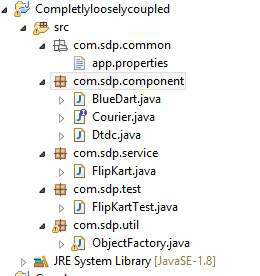 Completlylooselycoupled
src
com.sdp.common
app.properties
com.sdp.component
BlueDart.java
Courier.java
Dtdc.java
com.sdp.service
FlipKart.java
com.sdp.test
FlipKartTest.java
com.sdp.util
ObjectFactory.java
JRE System Library [JavaSE-1.8]